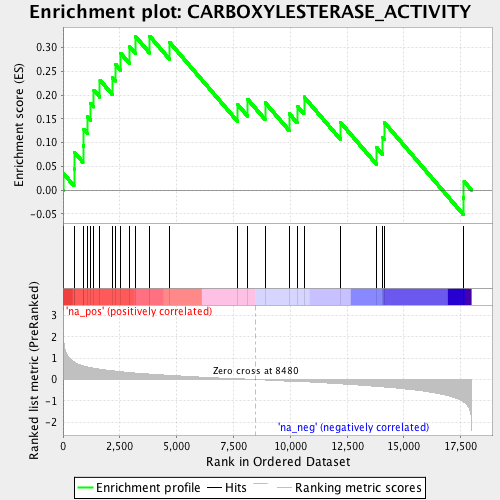 Enrichment plot: CARBOXYLESTERASE_ACTIVITY
Enrichment score (ES)
0.30
0.25
0.20
0.15
0.10
0.05
0.00
-0.05
'na_pos' (positively correlated)
Ranked list metric (PreRanked)
3
2
1
0
-1
-2
Zero cross at 8480
'na_neg' (negatively correlated)
0
2,500
5,000
7,500
10,000
12,500
15,000
17,500
Rank in Ordered Dataset
Enrichment profile
Hits
Ranking metric scores